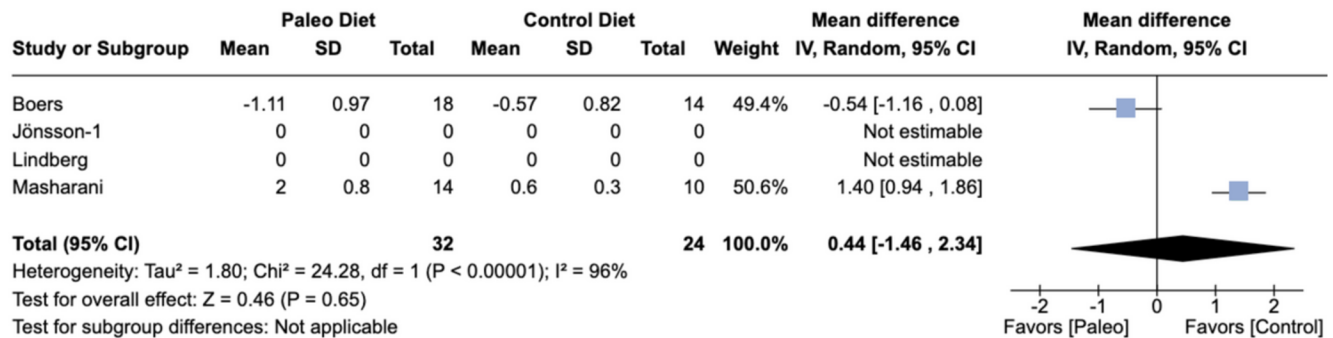 Paleo Diet Control Diet Mean difference Mean difference
Study or Subgroup Mean SD Total Mean SD Total Weight IV, Random, 95% CI IV, Random, 95% CI
Boers -1.11 0.97 18 -0.57 0.82 14 49.4% -0.54 [-1.16 , 0.08]
Jönsson-1 0 0 0 0 0 0 Not estimable
Lindberg 0 0 0 0 0 0 Not estimable
Masharani 2 0.8 14 0.6 0.3 10 50.6% 1.40 [0.94 , 1.86]
Total (95% CI) 32 24 100.0% 0.44 [-1.46 , 2.34]
Heterogeneity: Tau² = 1.80; Chi² = 24.28, df = 1 (P < 0.00001); I² = 96%
Test for overall effect: Z = 0.46 (P = 0.65)
Test for subgroup differences: Not applicable
-2 -1 0 1 2
Favors [Paleo] Favors [Control]